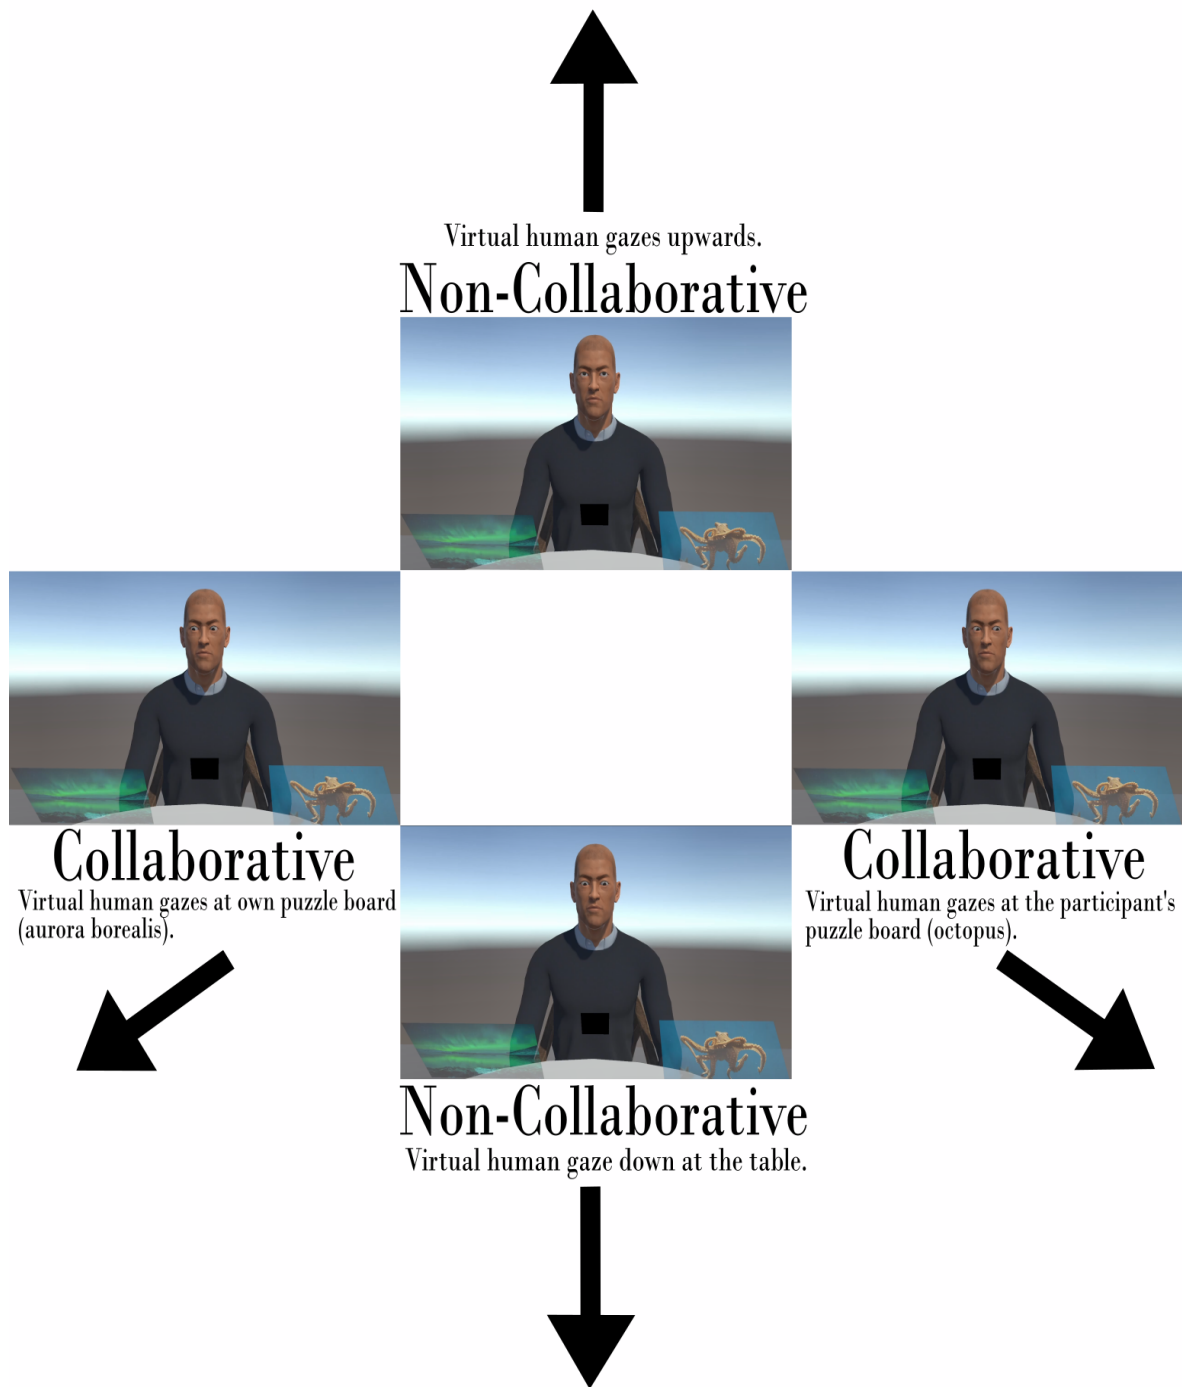 Virtual human gazes upwards.
Non-Collaborative
Collaborative
Virtual human gazes at own puzzle board
(aurora borealis).
Collaborative
Virtual human gazes at the participant's
puzzle board (octopus).
Non-Collaborative
Virtual human gaze down at the table.